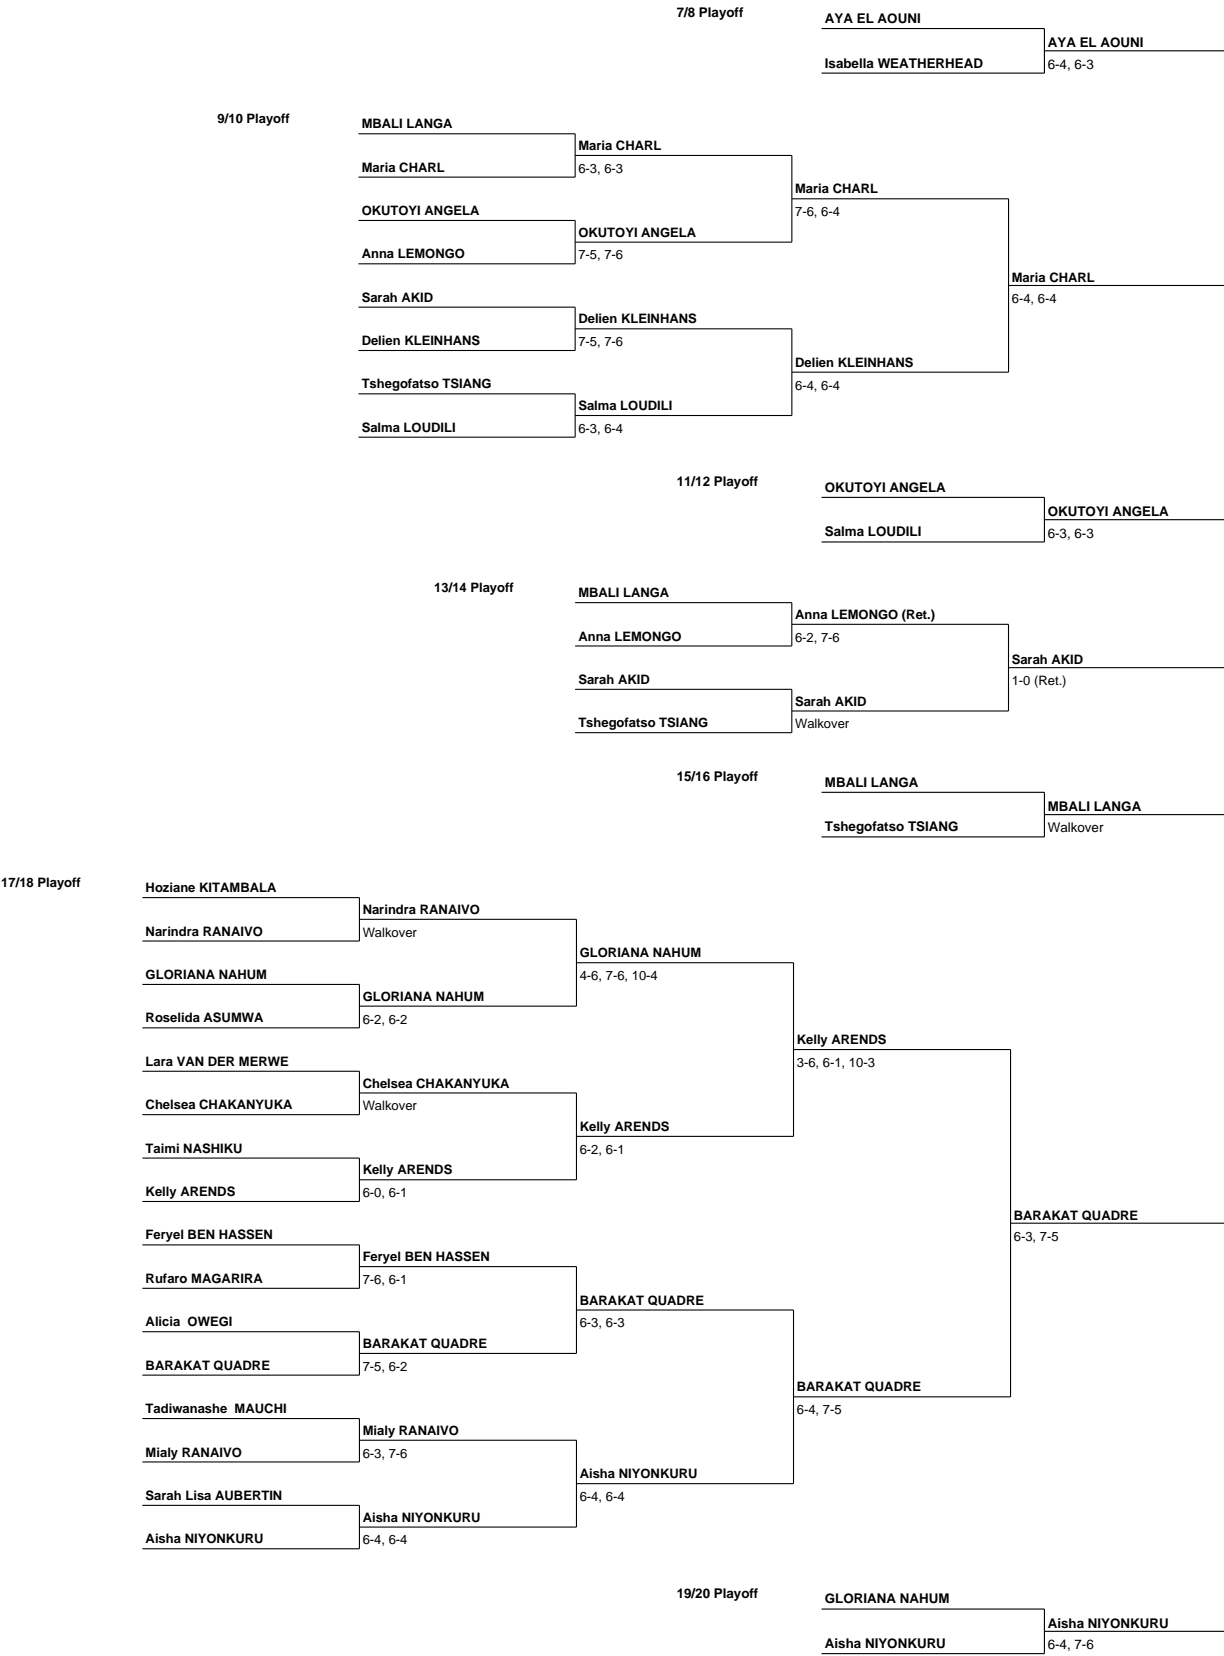 7/8 Playoff
AYA EL AOUNI
AYA EL AOUNI
Isabella WEATHERHEAD
6-4, 6-3
9/10 Playoff
MBALI LANGA
Maria CHARL
Maria CHARL
6-3, 6-3
Maria CHARL
OKUTOYI ANGELA
7-6, 6-4
OKUTOYI ANGELA
Anna LEMONGO
7-5, 7-6
Maria CHARL
Sarah AKID
6-4, 6-4
Delien KLEINHANS
Delien KLEINHANS
7-5, 7-6
Delien KLEINHANS
Tshegofatso TSIANG
6-4, 6-4
Salma LOUDILI
Salma LOUDILI
6-3, 6-4
11/12 Playoff
OKUTOYI ANGELA
OKUTOYI ANGELA
Salma LOUDILI
6-3, 6-3
13/14 Playoff
MBALI LANGA
Anna LEMONGO (Ret.)
Anna LEMONGO
6-2, 7-6
Sarah AKID
Sarah AKID
1-0 (Ret.)
Sarah AKID
Tshegofatso TSIANG
Walkover
15/16 Playoff
MBALI LANGA
MBALI LANGA
Tshegofatso TSIANG
Walkover
17/18 Playoff
Hoziane KITAMBALA
Narindra RANAIVO
Narindra RANAIVO
Walkover
GLORIANA NAHUM
GLORIANA NAHUM
4-6, 7-6, 10-4
GLORIANA NAHUM
Roselida ASUMWA
6-2, 6-2
Kelly ARENDS
Lara VAN DER MERWE
3-6, 6-1, 10-3
Chelsea CHAKANYUKA
Chelsea CHAKANYUKA
Walkover
Kelly ARENDS
Taimi NASHIKU
6-2, 6-1
Kelly ARENDS
Kelly ARENDS
6-0, 6-1
BARAKAT QUADRE
Feryel BEN HASSEN
6-3, 7-5
Feryel BEN HASSEN
Rufaro MAGARIRA
7-6, 6-1
BARAKAT QUADRE
Alicia  OWEGI
6-3, 6-3
BARAKAT QUADRE
BARAKAT QUADRE
7-5, 6-2
BARAKAT QUADRE
Tadiwanashe  MAUCHI
6-4, 7-5
Mialy RANAIVO
Mialy RANAIVO
6-3, 7-6
Aisha NIYONKURU
Sarah Lisa AUBERTIN
6-4, 6-4
Aisha NIYONKURU
Aisha NIYONKURU
6-4, 6-4
19/20 Playoff
GLORIANA NAHUM
Aisha NIYONKURU
Aisha NIYONKURU
6-4, 7-6